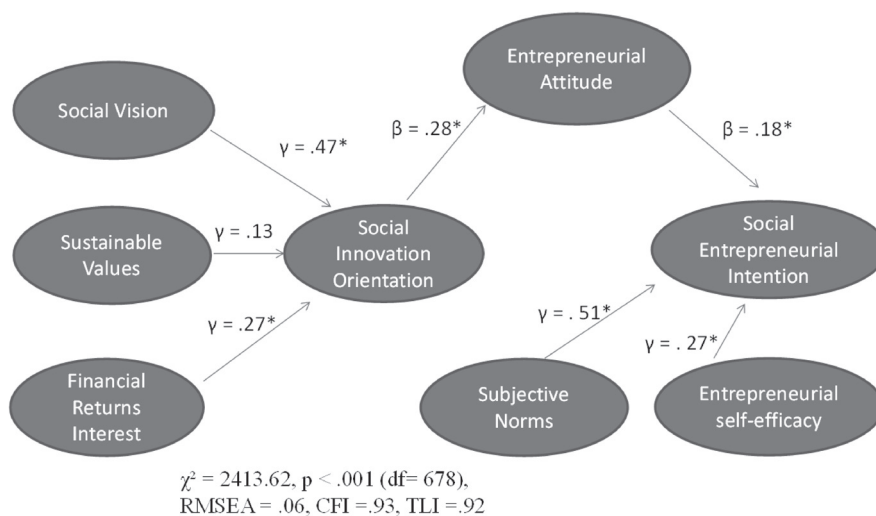 Entrepreneurial
Attitude
Social Vision
β = .28*
β = .18*
γ = .47*
Sustainable
Values
γ = .13
Social
Innovation
Orientation
Social
Entrepreneurial
Intention
γ = .27*
γ = . 51*
γ = . 27*
Financial
Returns
Interest
Subjective
Norms
Entrepreneurial
self-efficacy
χ² = 2413.62, p < .001 (df= 678),
RMSEA = .06, CFI =.93, TLI =.92